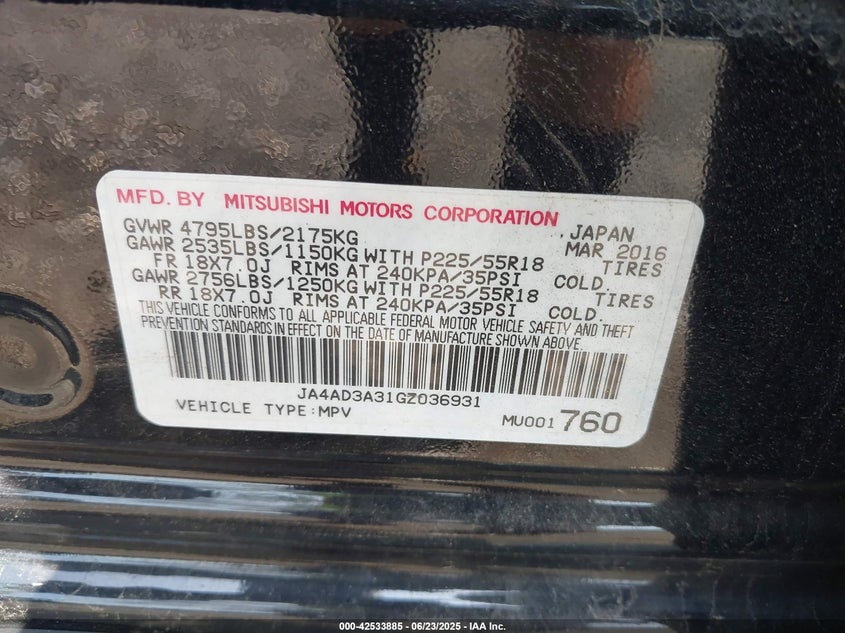 MFD. BY MITSUBISHI MOTORS CORPORATION
GVWR 4795LBS/2175KG . JAPAN
GAWR 2535LBS/1150KG WITH P225/55R18 MAR 2016
FR 18X7.0J RIMS AT 240KPA/35PSI COLD. TIRES
GAWR 2756LBS/1250KG WITH P225/55R18 TIRES
RR 18X7.0J RIMS AT 240KPA/35PSI COLD.
THIS VEHICLE CONFORMS TO ALL APPLICABLE FEDERAL MOTOR VEHICLE SAFETY AND THEFT
PREVENTION STANDARDS IN EFFECT ON THE DATE OF MANUFACTURE SHOWN ABOVE.
JA4AD3A31GZ036931
VEHICLE TYPE:MPV MU001760
000-42533885 - 06/23/2025 - IAA Inc.